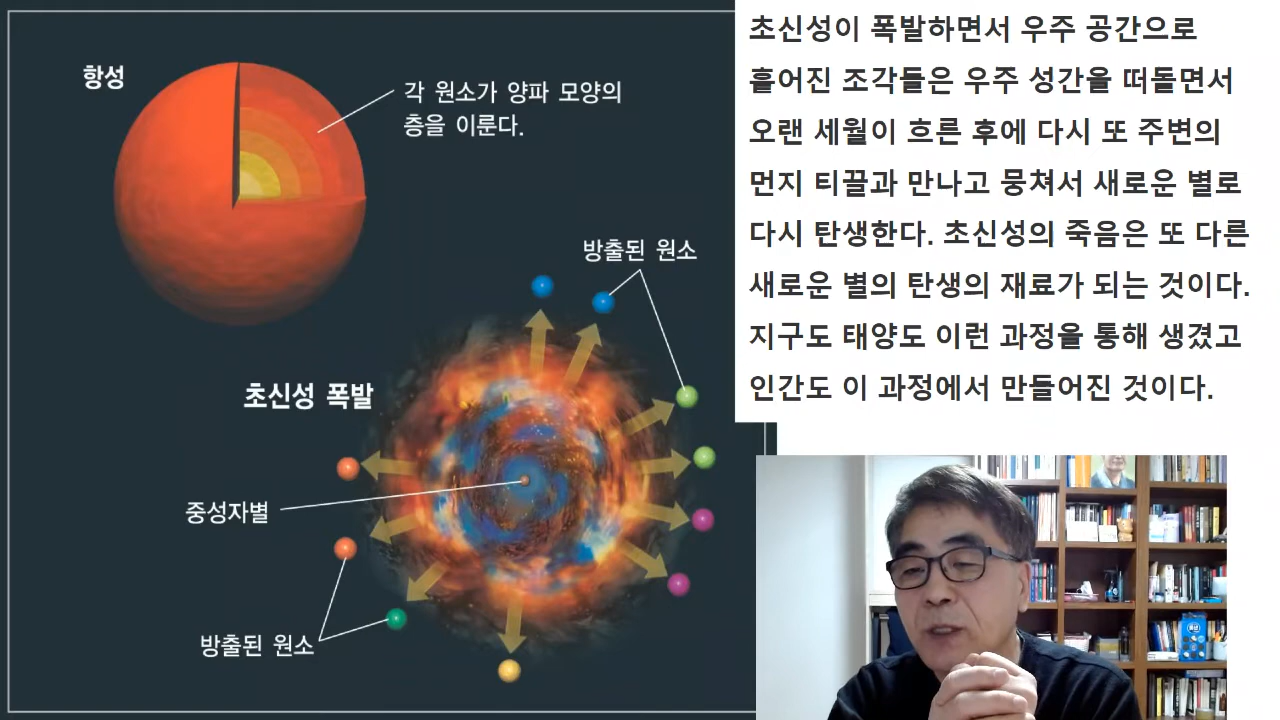 항성
각 원소가 양파 모양의
층을 이룬다.
방출된 원소
초신성 폭발
중성자별
방출된 원소
초신성이 폭발하면서 우주 공간으로
흩어진 조각들은 우주 성간을 떠돌면서
오랜 세월이 흐른 후에 다시 또 주변의
먼지 티끌과 만나고 뭉쳐서 새로운 별로
다시 탄생한다. 초신성의 죽음은 또 다른
새로운 별의 탄생의 재료가 되는 것이다.
지구도 태양도 이런 과정을 통해 생겼고
인간도 이 과정에서 만들어진 것이다.